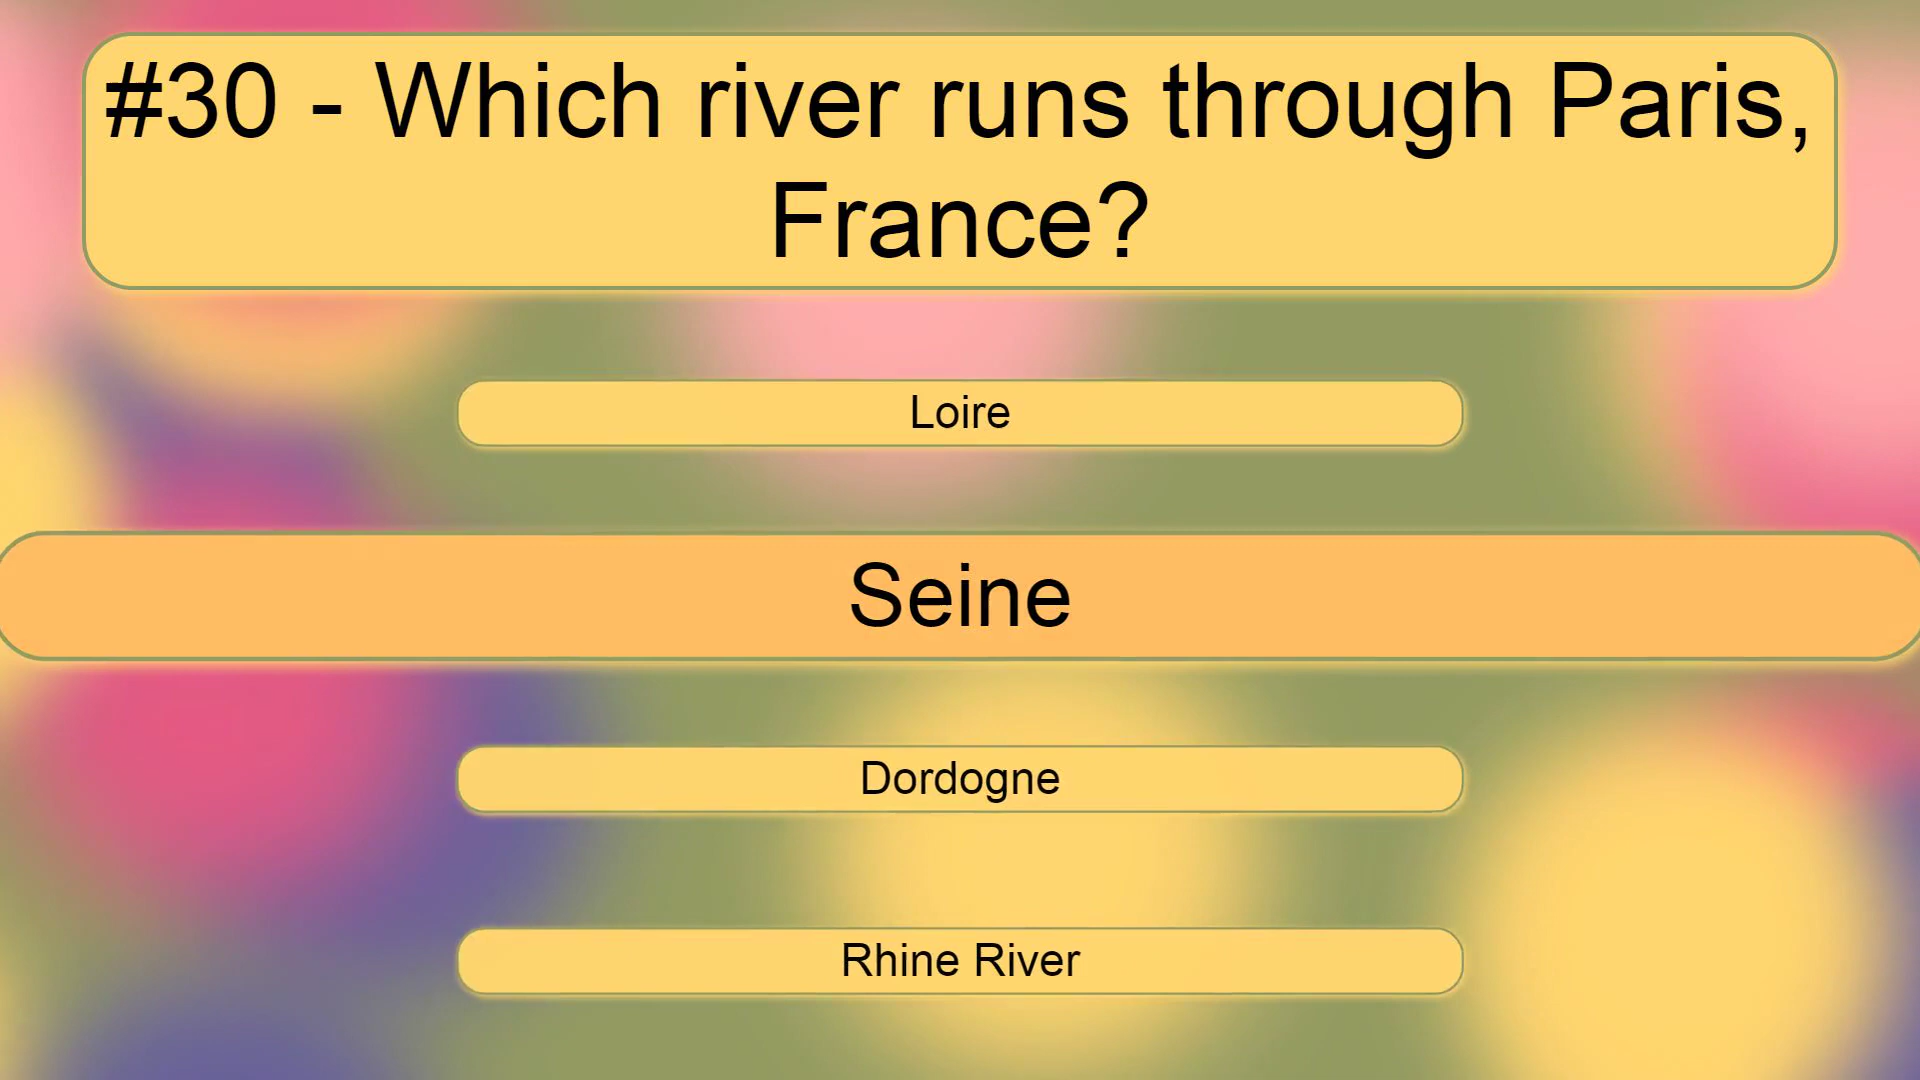 #30 - Which river runs through Paris,
France?
Loire
Seine
Dordogne
Rhine River